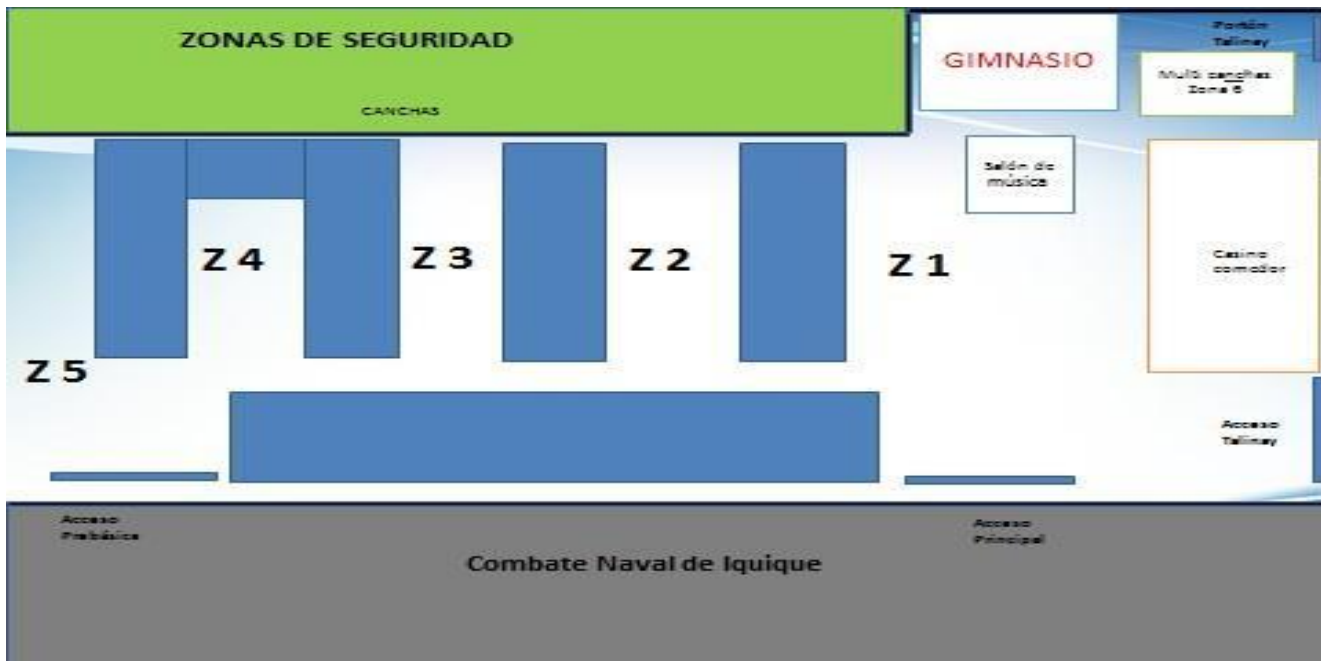 ZONAS DE SEGURIDAD
CANCHAS
GIMNASIO
Portón
Talinay
Multi canchas
Zona 6
Salón de
música
Casino
comedor
Z 4
Z 3
Z 2
Z 1
Z 5
Acceso
Talinay
Acceso
Prebásica
Acceso
Principal
Combate Naval de Iquique